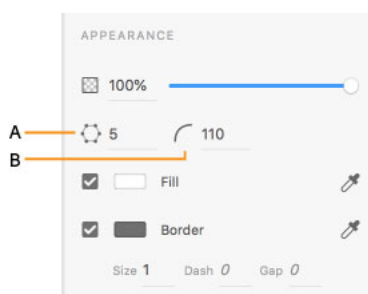 APPEARANCE
100%
A 5 110
B
Fill
Border
Size 1 Dash 0 Gap 0